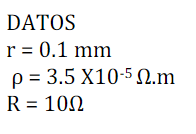 DATOS
r = 0.1 mm
ρ = 3.5 X10⁻⁵ Ω.m
R = 10Ω